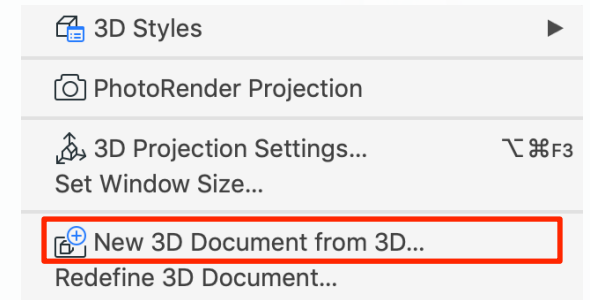 3D Styles
PhotoRender Projection
3D Projection Settings... ⌥⌘F3
Set Window Size...
New 3D Document from 3D...
Redefine 3D Document...